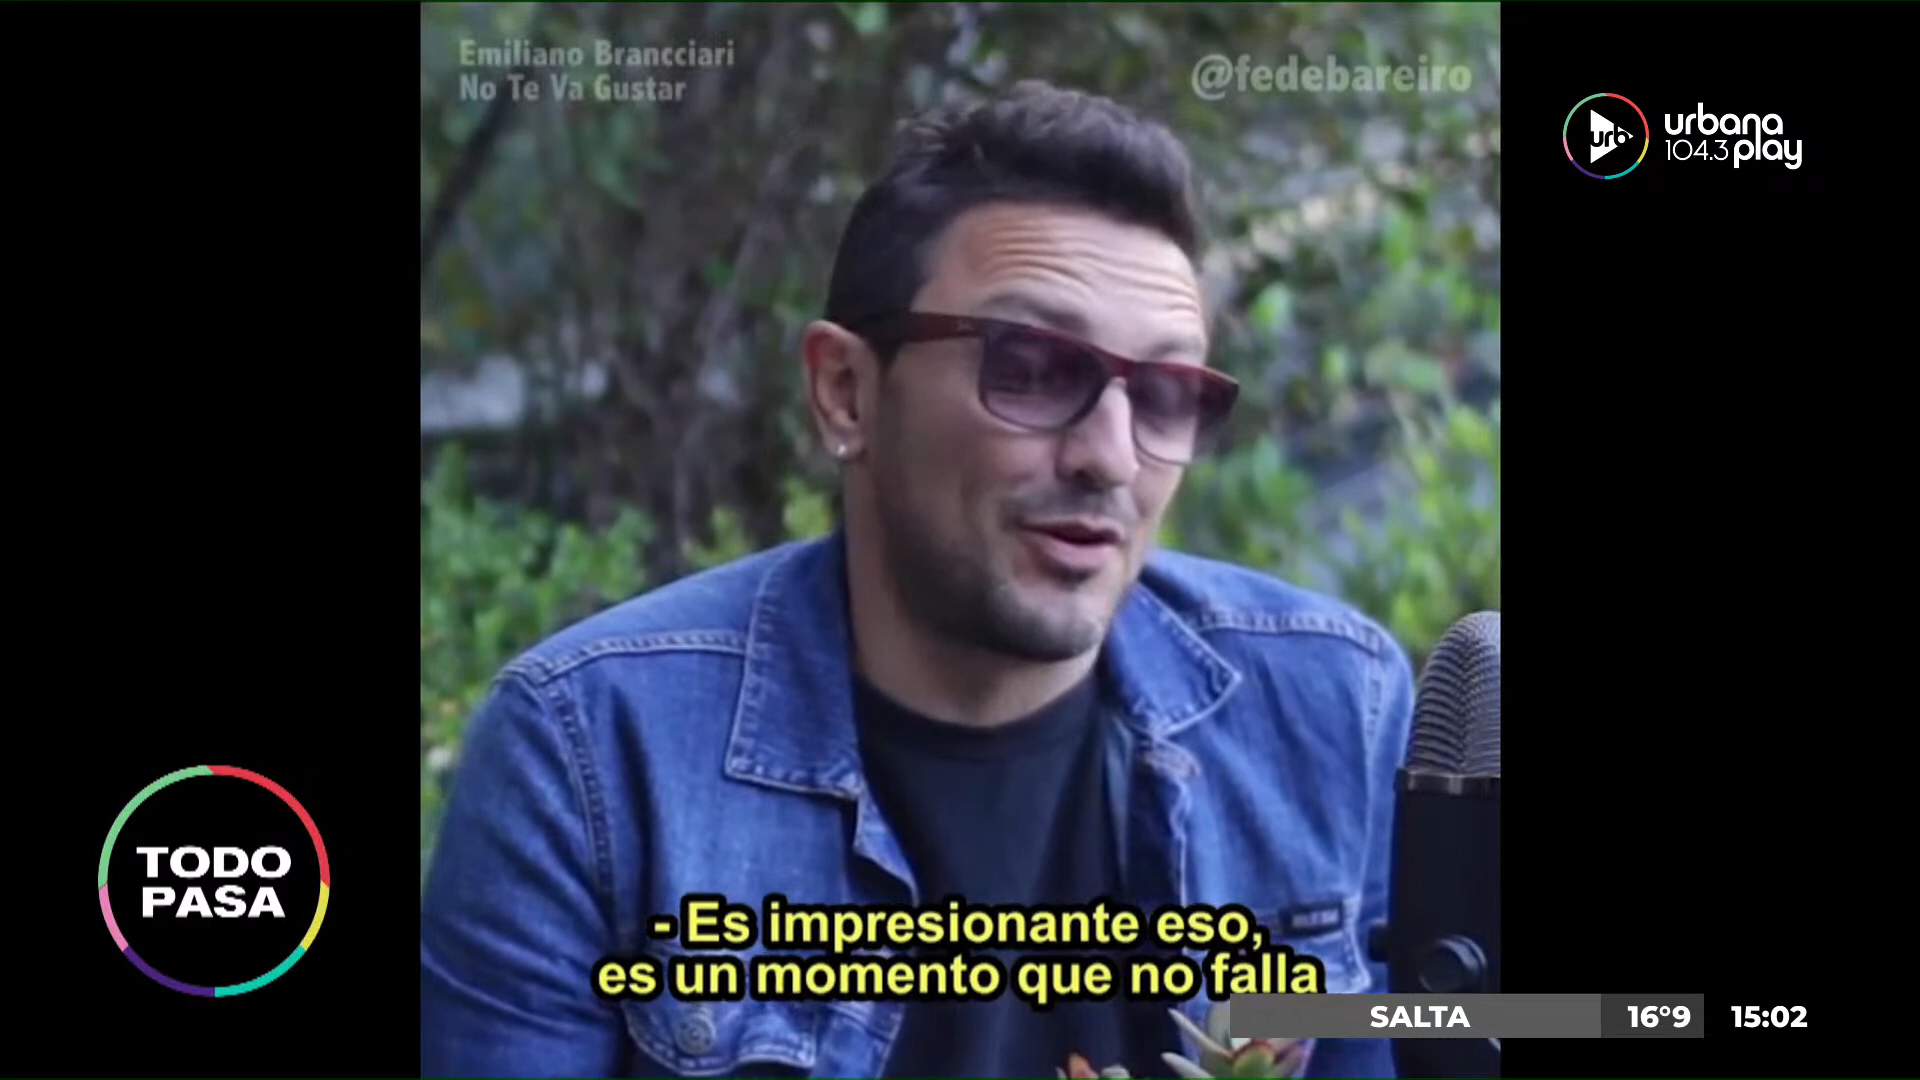 Emiliano Brancciari
No Te Va Gustar
@fedebareiro
urb
urbana
104.3 play
TODO
PASA
- Es impresionante eso,
es un momento que no falla
SALTA 16°9 15:02